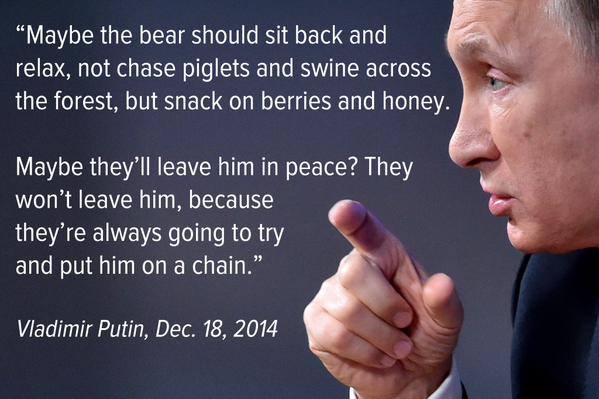 “Maybe the bear should sit back and
relax, not chase piglets and swine across
the forest, but snack on berries and honey.
Maybe they’ll leave him in peace? They
won’t leave him, because
they’re always going to try
and put him on a chain.”
Vladimir Putin, Dec. 18, 2014